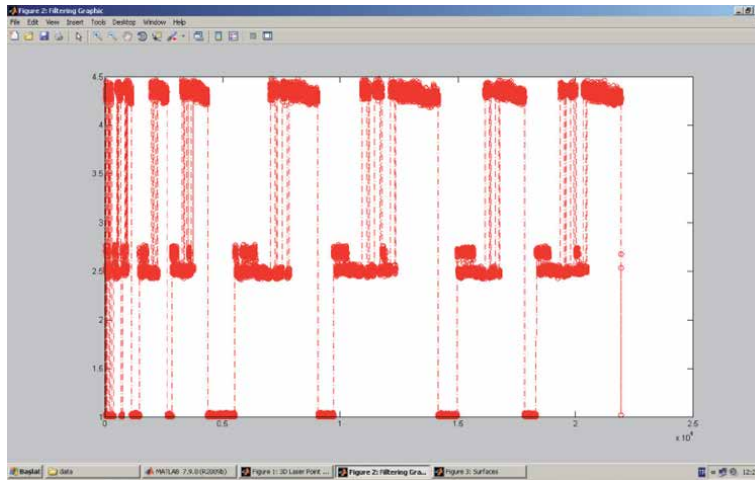 Figure 2: Filtering Graphic
File Edit View Insert Tools Desktop Window Help
4.5
4
3.5
3
2.5
2
1.5
1
0 0.5 1 1.5 2 2.5
x 10
Başlat data MATLAB 7.9.0 (R2009b) Figure 1: 3D Laser Point ... Figure 2: Filtering Gra... Figure 3: Surfaces